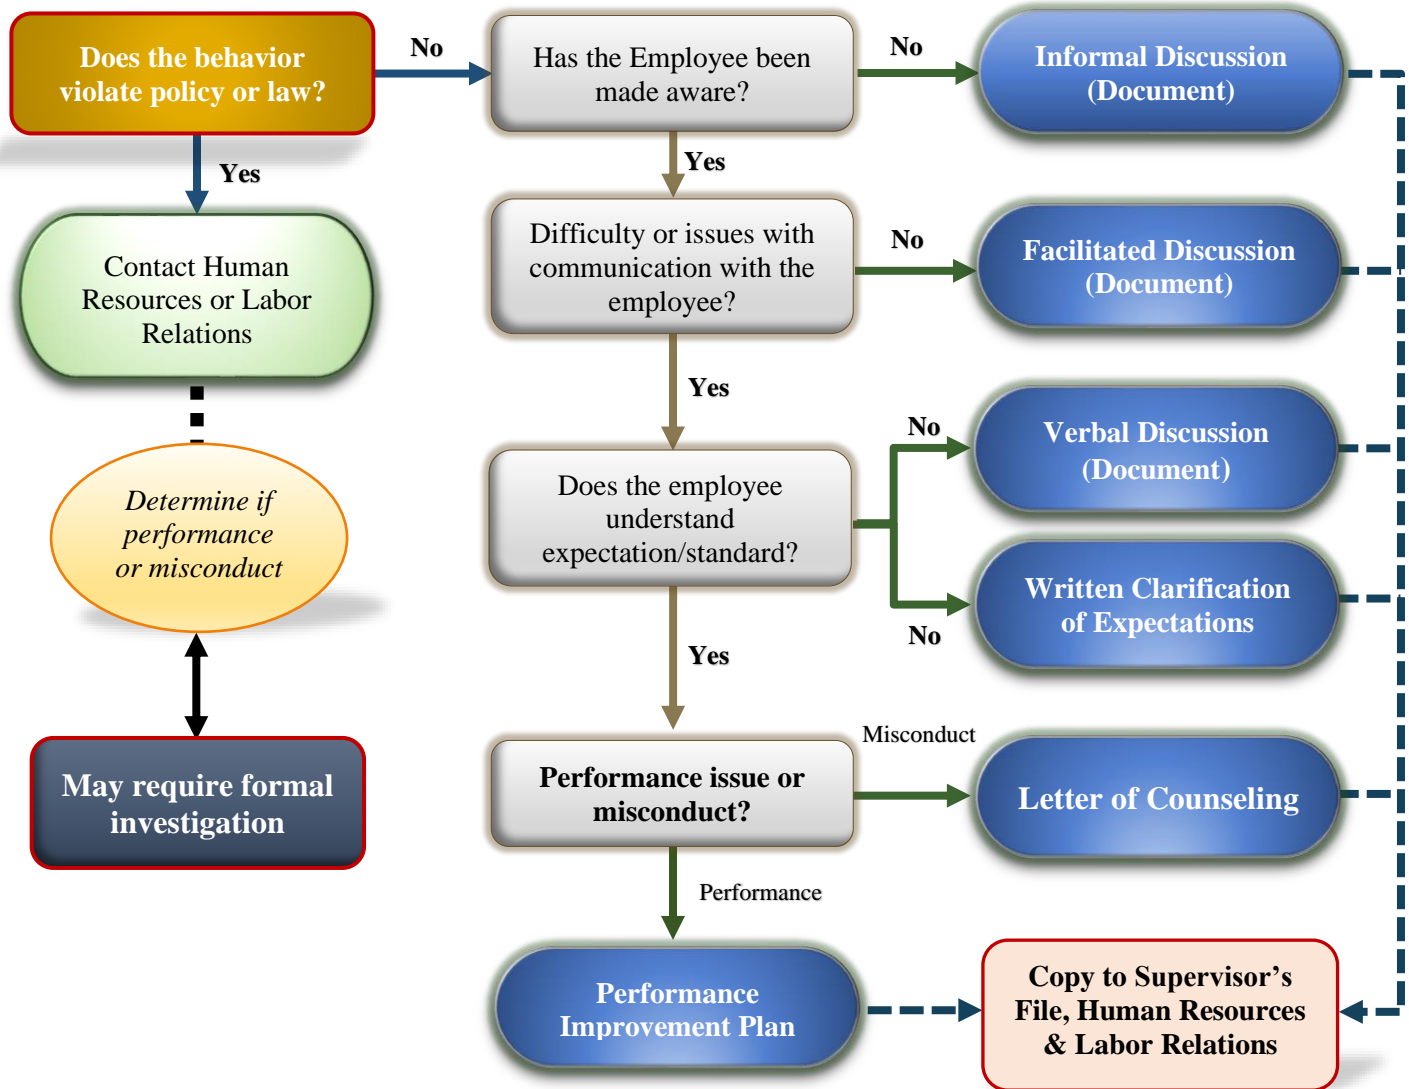 Does the behavior
violate policy or law?
No
Has the Employee been
made aware?
No
Informal Discussion
(Document)
Yes
Yes
Contact Human
Resources or Labor
Relations
Difficulty or issues with
communication with the
employee?
No
Facilitated Discussion
(Document)
Yes
Determine if
performance
or misconduct
Does the employee
understand
expectation/standard?
No
Verbal Discussion
(Document)
No
Written Clarification
of Expectations
Yes
May require formal
investigation
Performance issue or
misconduct?
Misconduct
Letter of Counseling
Performance
Performance
Improvement Plan
Copy to Supervisor’s
File, Human Resources
& Labor Relations